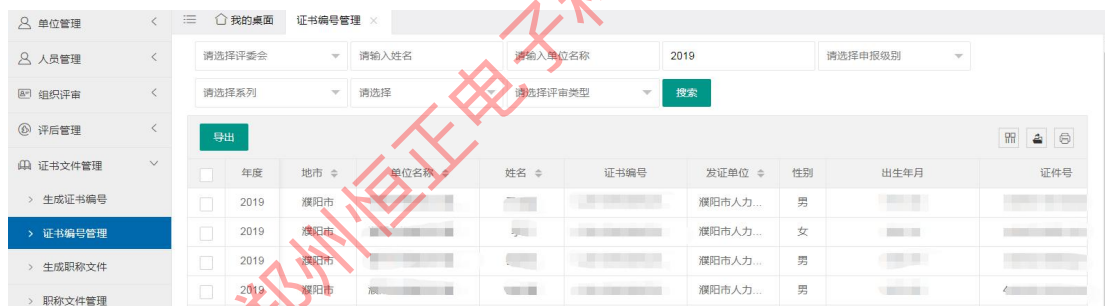 单位管理
人员管理
组织评审
评后管理
证书文件管理
生成证书编号
证书编号管理
生成职称文件
职称文件管理
我的桌面 证书编号管理
请选择评委会 请输入姓名 请输入单位名称 2019 请选择申报级别
请选择系列 请选择 请选择评审类型 搜索
导出
年度 地市 单位名称 姓名 证书编号 发证单位 性别 出生年月 证件号
2019 濮阳市 濮阳市人力... 男
2019 濮阳市 濮阳市人力... 女
2019 濮阳市 濮阳市人力... 男
2019 濮阳市 濮阳市人力... 男
郑州恒正电子科